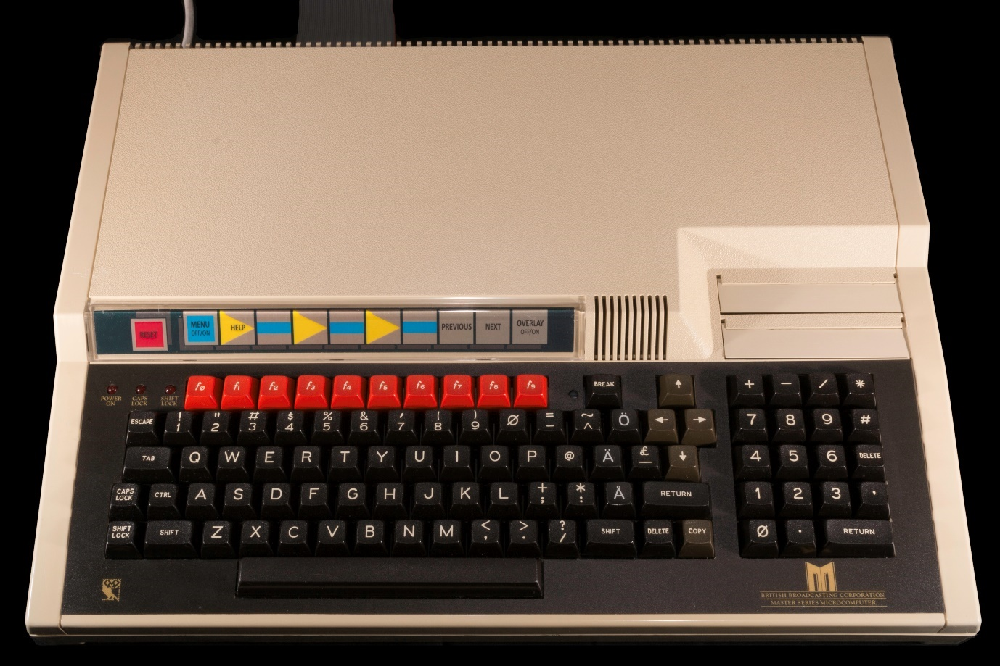 RESET
MENU
OFF/ON
HELP
PREVIOUS
NEXT
OVERLAY
OFF/ON
POWER ON
CAPS LOCK
SHIFT LOCK
f0 f1 f2 f3 f4 f5 f6 f7 f8 f9 BREAK ↑ + − / *
ESCAPE ! 1 " 2 # 3 $ 4 % 5 & 6 ' 7 ( 8 ) 9 Ø = - ~ ^ Ö ← → 7 8 9 #
TAB Q W E R T Y U I O P @ Ä £ _ ↓ 4 5 6 DELETE
CAPS LOCK CTRL A S D F G H J K L + ; * : Å RETURN 1 2 3 ,
SHIFT LOCK SHIFT Z X C V B N M < , > . ? / SHIFT DELETE COPY Ø . RETURN
BRITISH BROADCASTING CORPORATION
MASTER SERIES MICROCOMPUTER